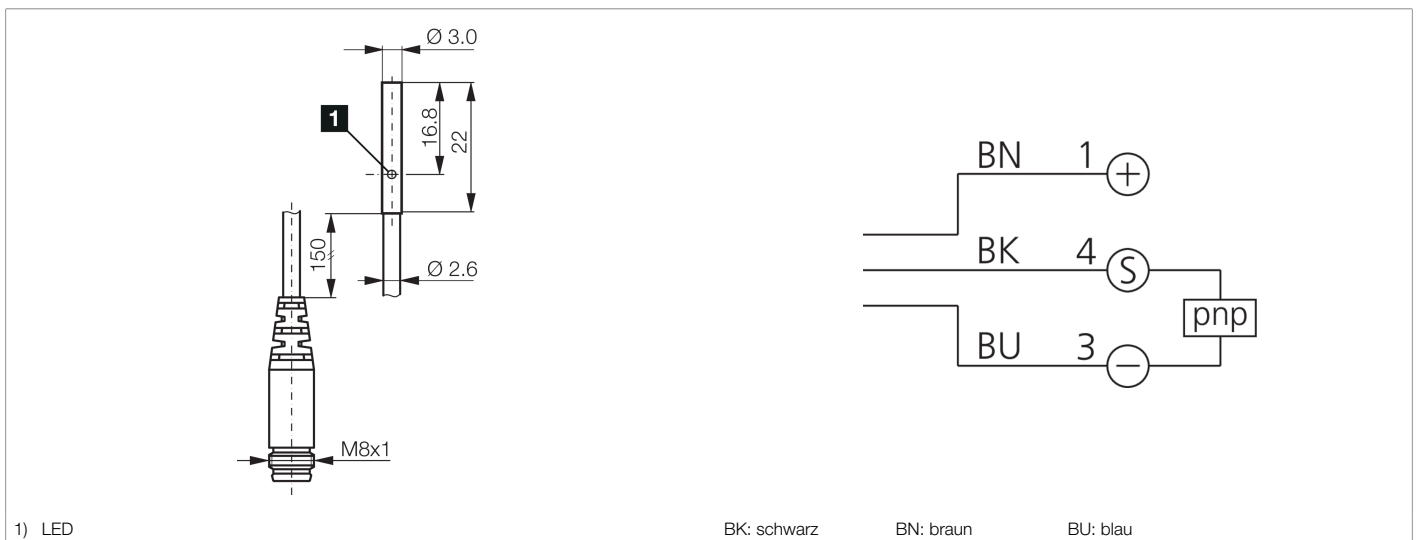 Ø 3.0
1
16.8
22
150
Ø 2.6
M8x1
BN 1 +
BK 4 S
pnp
BU 3 −
1) LED
BK: schwarz BN: braun BU: blau